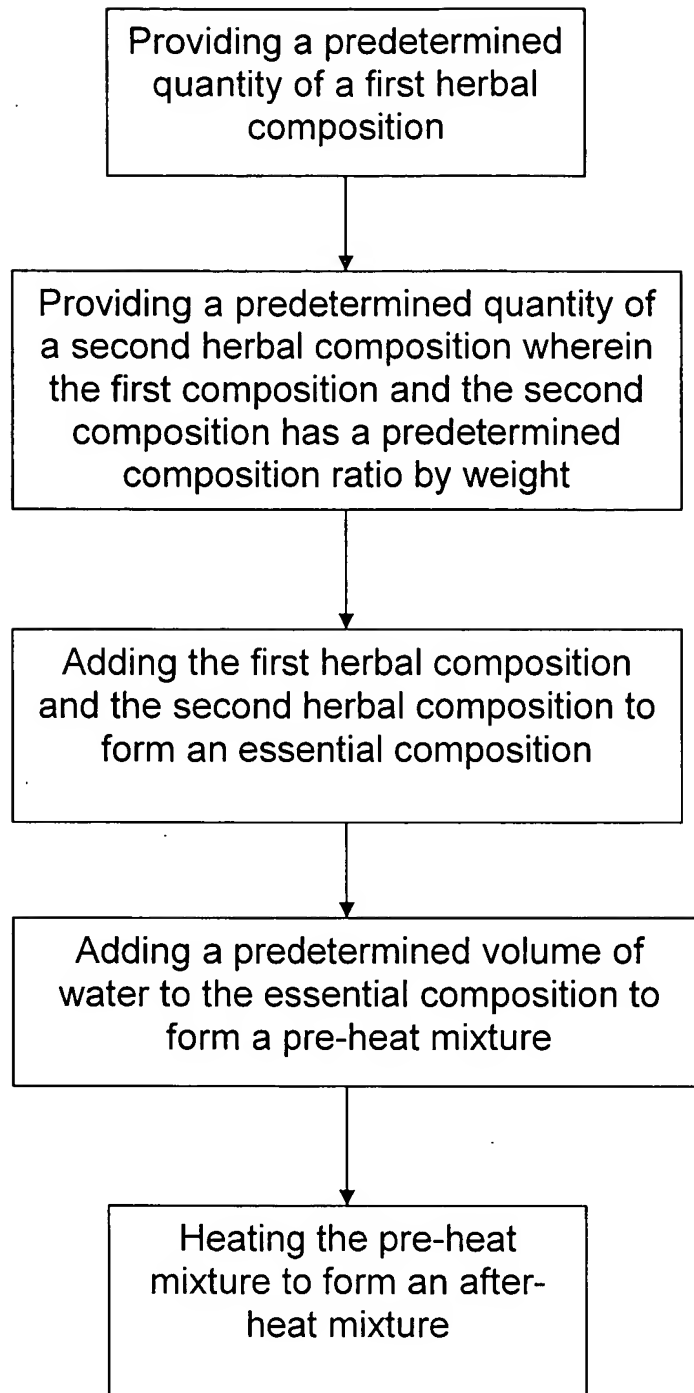 Providing a predetermined
quantity of a first herbal
composition
Providing a predetermined quantity of
a second herbal composition wherein
the first composition and the second
composition has a predetermined
composition ratio by weight
Adding the first herbal composition
and the second herbal composition to
form an essential composition
Adding a predetermined volume of
water to the essential composition to
form a pre-heat mixture
Heating the pre-heat
mixture to form an after-
heat mixture